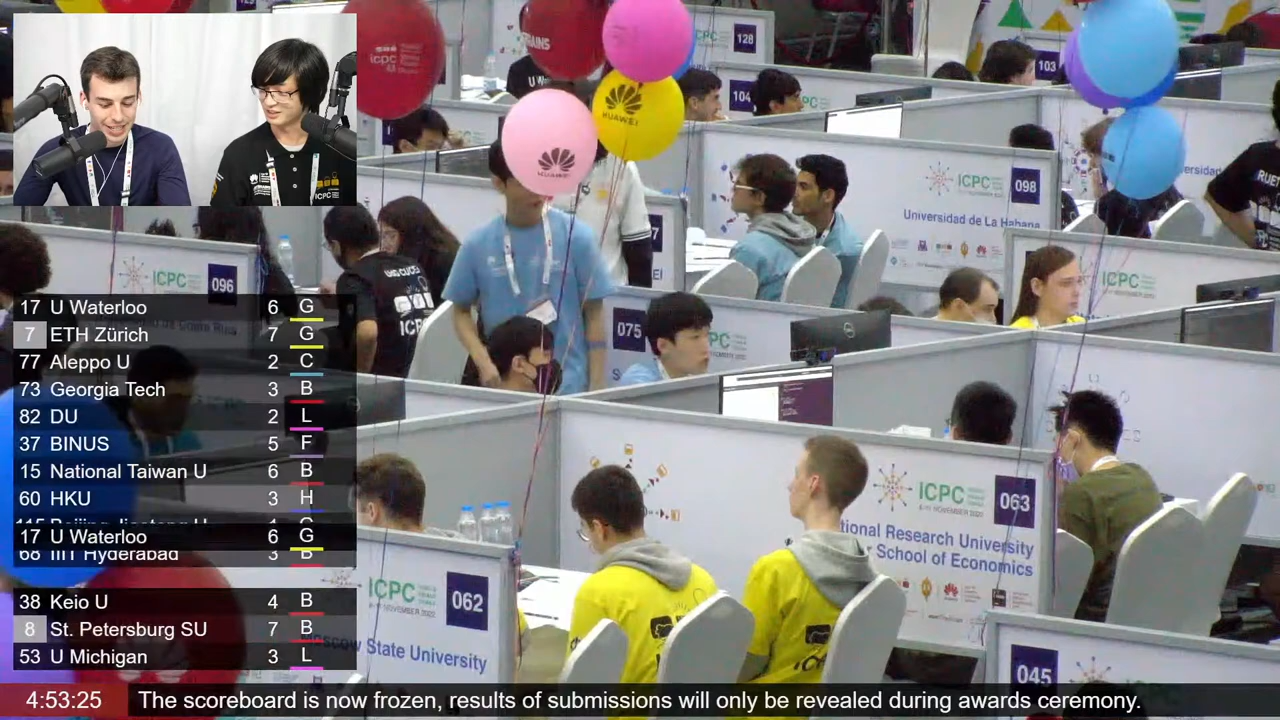 128
103
104
098
ICPC
Universidad de La Habana
HUAWEI
HUAWEI
icpc
ICPC
096
ICPC
075
ICPC
063
National Research University
School of Economics
ICPC
062
Moscow State University
045
17 U Waterloo 6 G
7 ETH Zürich 7 G
77 Aleppo U 2 C
73 Georgia Tech 3 B
82 DU 2 L
37 BINUS 5 F
15 National Taiwan U 6 B
60 HKU 3 H
17 U Waterloo 6 G
68 IIIT Hyderabad 3 B
38 Keio U 4 B
8 St. Petersburg SU 7 B
53 U Michigan 3 L
4:53:25 The scoreboard is now frozen, results of submissions will only be revealed during awards ceremony.